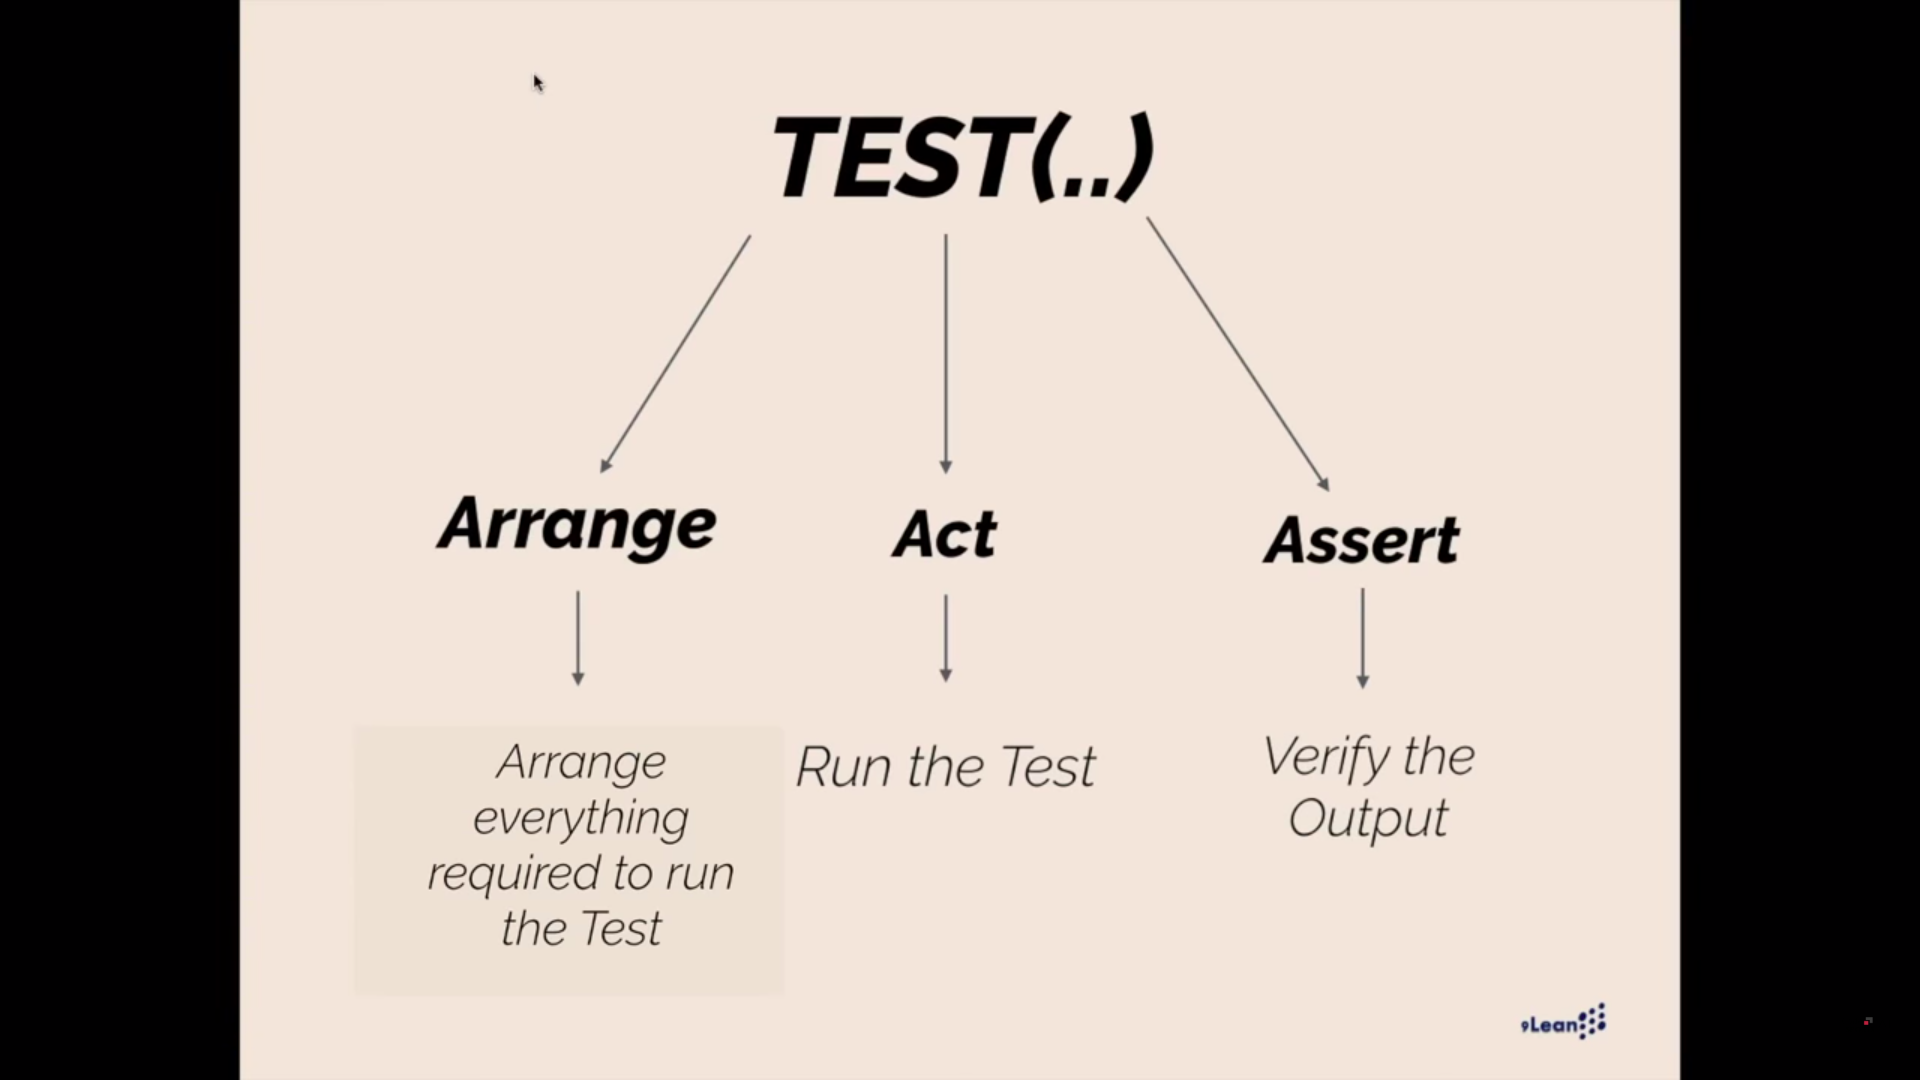 TEST(..)
Arrange
Act
Assert
Arrange
everything
required to run
the Test
Run the Test
Verify the
Output
9Lean